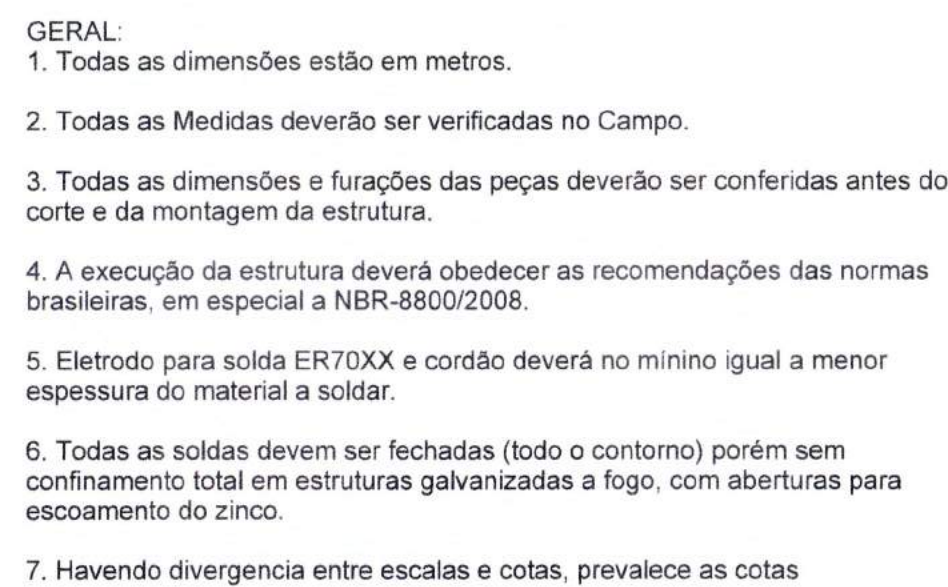 GERAL:
1. Todas as dimensões estão em metros.
2. Todas as Medidas deverão ser verificadas no Campo.
3. Todas as dimensões e furações das peças deverão ser conferidas antes do
corte e da montagem da estrutura.
4. A execução da estrutura deverá obedecer as recomendações das normas
brasileiras, em especial a NBR-8800/2008.
5. Eletrodo para solda ER70XX e cordão deverá no mínino igual a menor
espessura do material a soldar.
6. Todas as soldas devem ser fechadas (todo o contorno) porém sem
confinamento total em estruturas galvanizadas a fogo, com aberturas para
escoamento do zinco.
7. Havendo divergencia entre escalas e cotas, prevalece as cotas